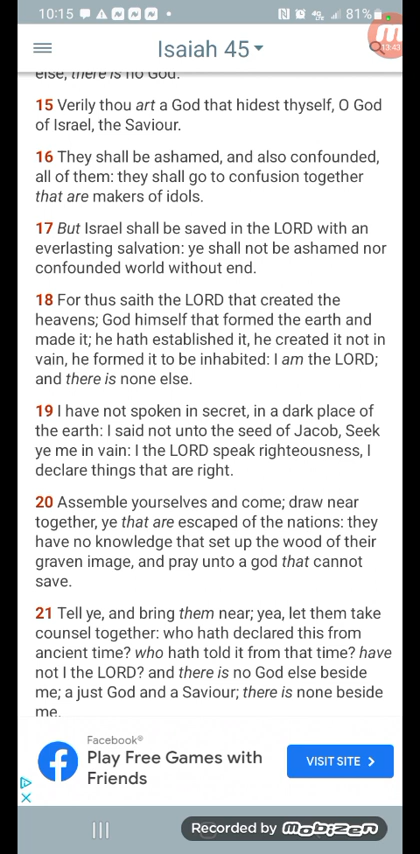 10:15
81%
13:43
Isaiah 45
else, there is no God.
15 Verily thou art a God that hidest thyself, O God
of Israel, the Saviour.
16 They shall be ashamed, and also confounded,
all of them: they shall go to confusion together
that are makers of idols.
17 But Israel shall be saved in the LORD with an
everlasting salvation: ye shall not be ashamed nor
confounded world without end.
18 For thus saith the LORD that created the
heavens; God himself that formed the earth and
made it; he hath established it, he created it not in
vain, he formed it to be inhabited: I am the LORD;
and there is none else.
19 I have not spoken in secret, in a dark place of
the earth: I said not unto the seed of Jacob, Seek
ye me in vain: I the LORD speak righteousness, I
declare things that are right.
20 Assemble yourselves and come; draw near
together, ye that are escaped of the nations: they
have no knowledge that set up the wood of their
graven image, and pray unto a god that cannot
save.
21 Tell ye, and bring them near; yea, let them take
counsel together: who hath declared this from
ancient time? who hath told it from that time? have
not I the LORD? and there is no God else beside
me; a just God and a Saviour; there is none beside
me.
Facebook®
Play Free Games with
Friends
VISIT SITE
Recorded by mobizen